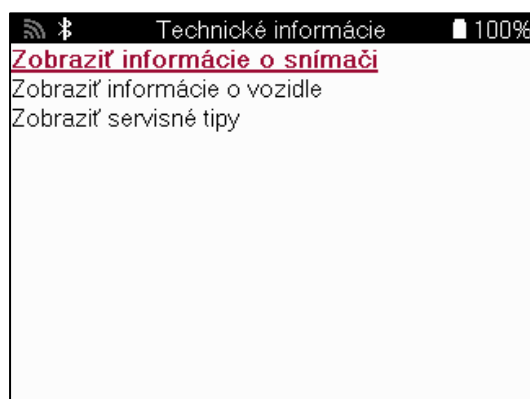 Technické informácie 100%
Zobraziť informácie o snímači
Zobraziť informácie o vozidle
Zobraziť servisné tipy